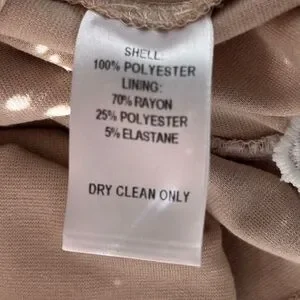 SHELL:
100% POLYESTER
LINING:
70% RAYON
25% POLYESTER
5% ELASTANE
DRY CLEAN ONLY